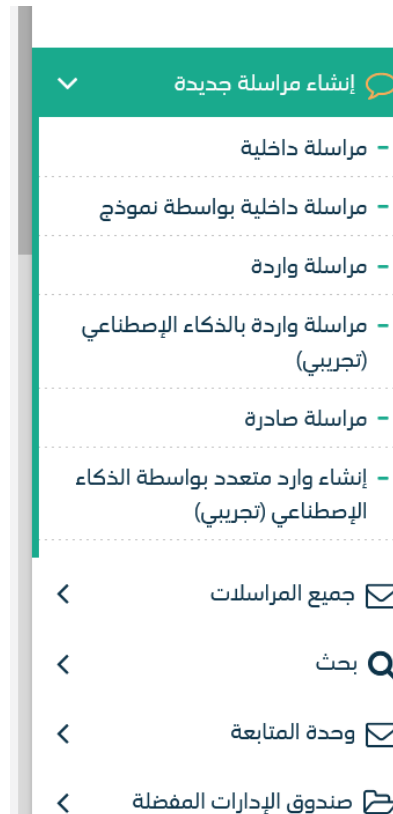 إنشاء مراسلة جديدة
- مراسلة داخلية
- مراسلة داخلية بواسطة نموذج
- مراسلة واردة
- مراسلة واردة بالذكاء الإصطناعي
(تجريبي)
- مراسلة صادرة
- إنشاء وارد متعدد بواسطة الذكاء
الإصطناعي (تجريبي)
جميع المراسلات
بحث
وحدة المتابعة
صندوق الإدارات المفضلة